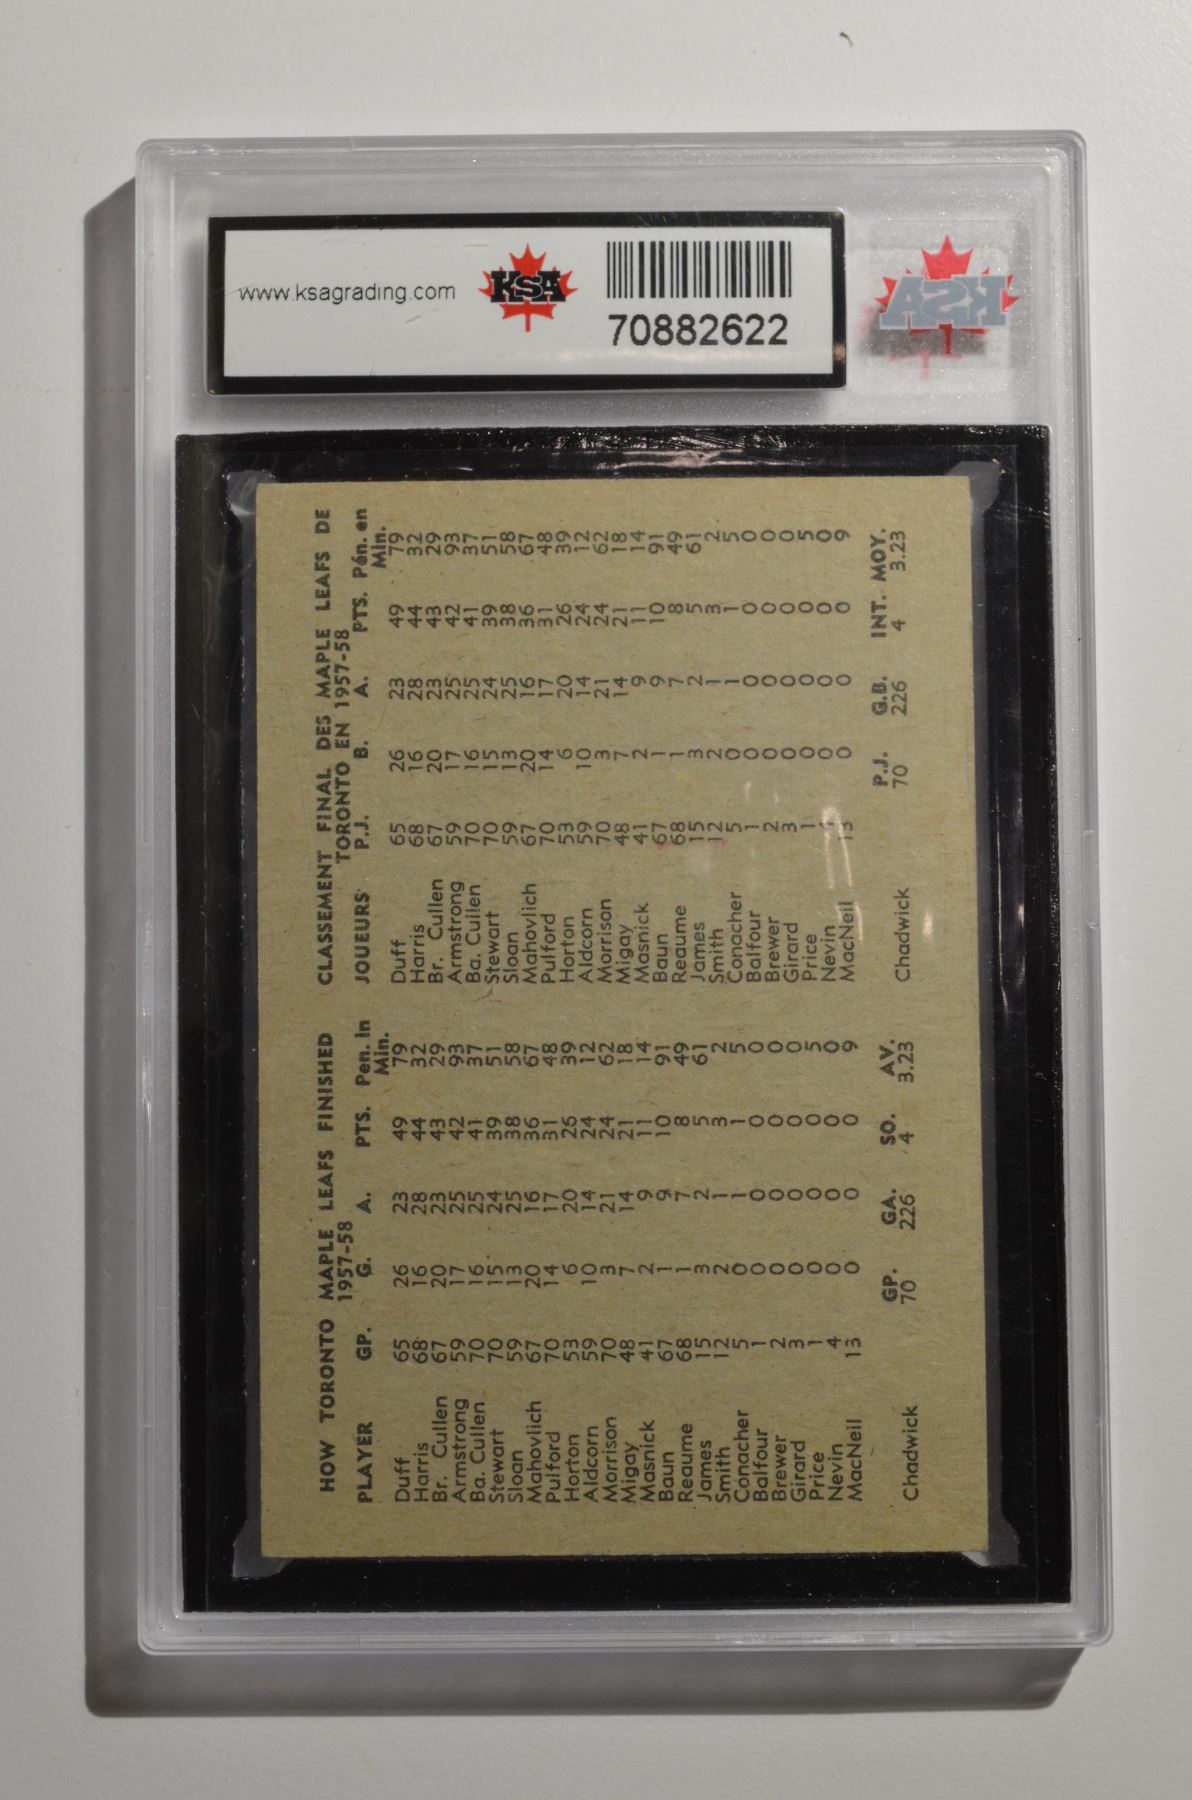 www.ksagrading.com
KSA
70882622
KSA
HOW TORONTO MAPLE LEAFS FINISHED
1957-58
PLAYER GP. G. A. PTS. Pen. in
Min.
Duff 65 26 23 49 79
Harris 68 16 28 44 32
Br. Cullen 67 20 23 43 29
Armstrong 59 17 25 42 93
Ba. Cullen 70 16 25 41 37
Stewart 70 15 24 39 51
Sloan 59 13 25 38 58
Mahovlich 67 20 16 36 67
Pulford 70 14 17 31 48
Horton 53 6 20 26 39
Aldcorn 59 10 14 24 12
Morrison 70 3 21 24 62
Migay 48 7 14 21 18
Masnick 41 2 9 11 14
Baun 67 1 9 10 91
Reaume 68 1 7 8 49
James 15 3 2 5 61
Smith 12 2 1 3 2
Conacher 5 0 1 1 5
Balfour 1 0 0 0 0
Brewer 2 0 0 0 0
Girard 3 0 0 0 0
Price 1 0 0 0 5
Nevin 4 0 0 0 0
MacNeil 13 0 0 0 9
GP. GA. SO. AV.
Chadwick 70 226 4 3.23
CLASSEMENT FINAL DES MAPLE LEAFS DE
TORONTO EN 1957-58
JOUEURS P.J. B. A. PTS. Pén. en
Min.
Duff 65 26 23 49 79
Harris 68 16 28 44 32
Br. Cullen 67 20 23 43 29
Armstrong 59 17 25 42 93
Ba. Cullen 70 16 25 41 37
Stewart 70 15 24 39 51
Sloan 59 13 25 38 58
Mahovlich 67 20 16 36 67
Pulford 70 14 17 31 48
Horton 53 6 20 26 39
Aldcorn 59 10 14 24 12
Morrison 70 3 21 24 62
Migay 48 7 14 21 18
Masnick 41 2 9 11 14
Baun 67 1 9 10 91
Reaume 68 1 7 8 49
James 15 3 2 5 61
Smith 12 2 1 3 2
Conacher 5 0 1 1 5
Balfour 1 0 0 0 0
Brewer 2 0 0 0 0
Girard 3 0 0 0 0
Price 1 0 0 0 5
Nevin 4 0 0 0 0
MacNeil 13 0 0 0 9
P.J. G.B. INT. MOY.
Chadwick 70 226 4 3.23